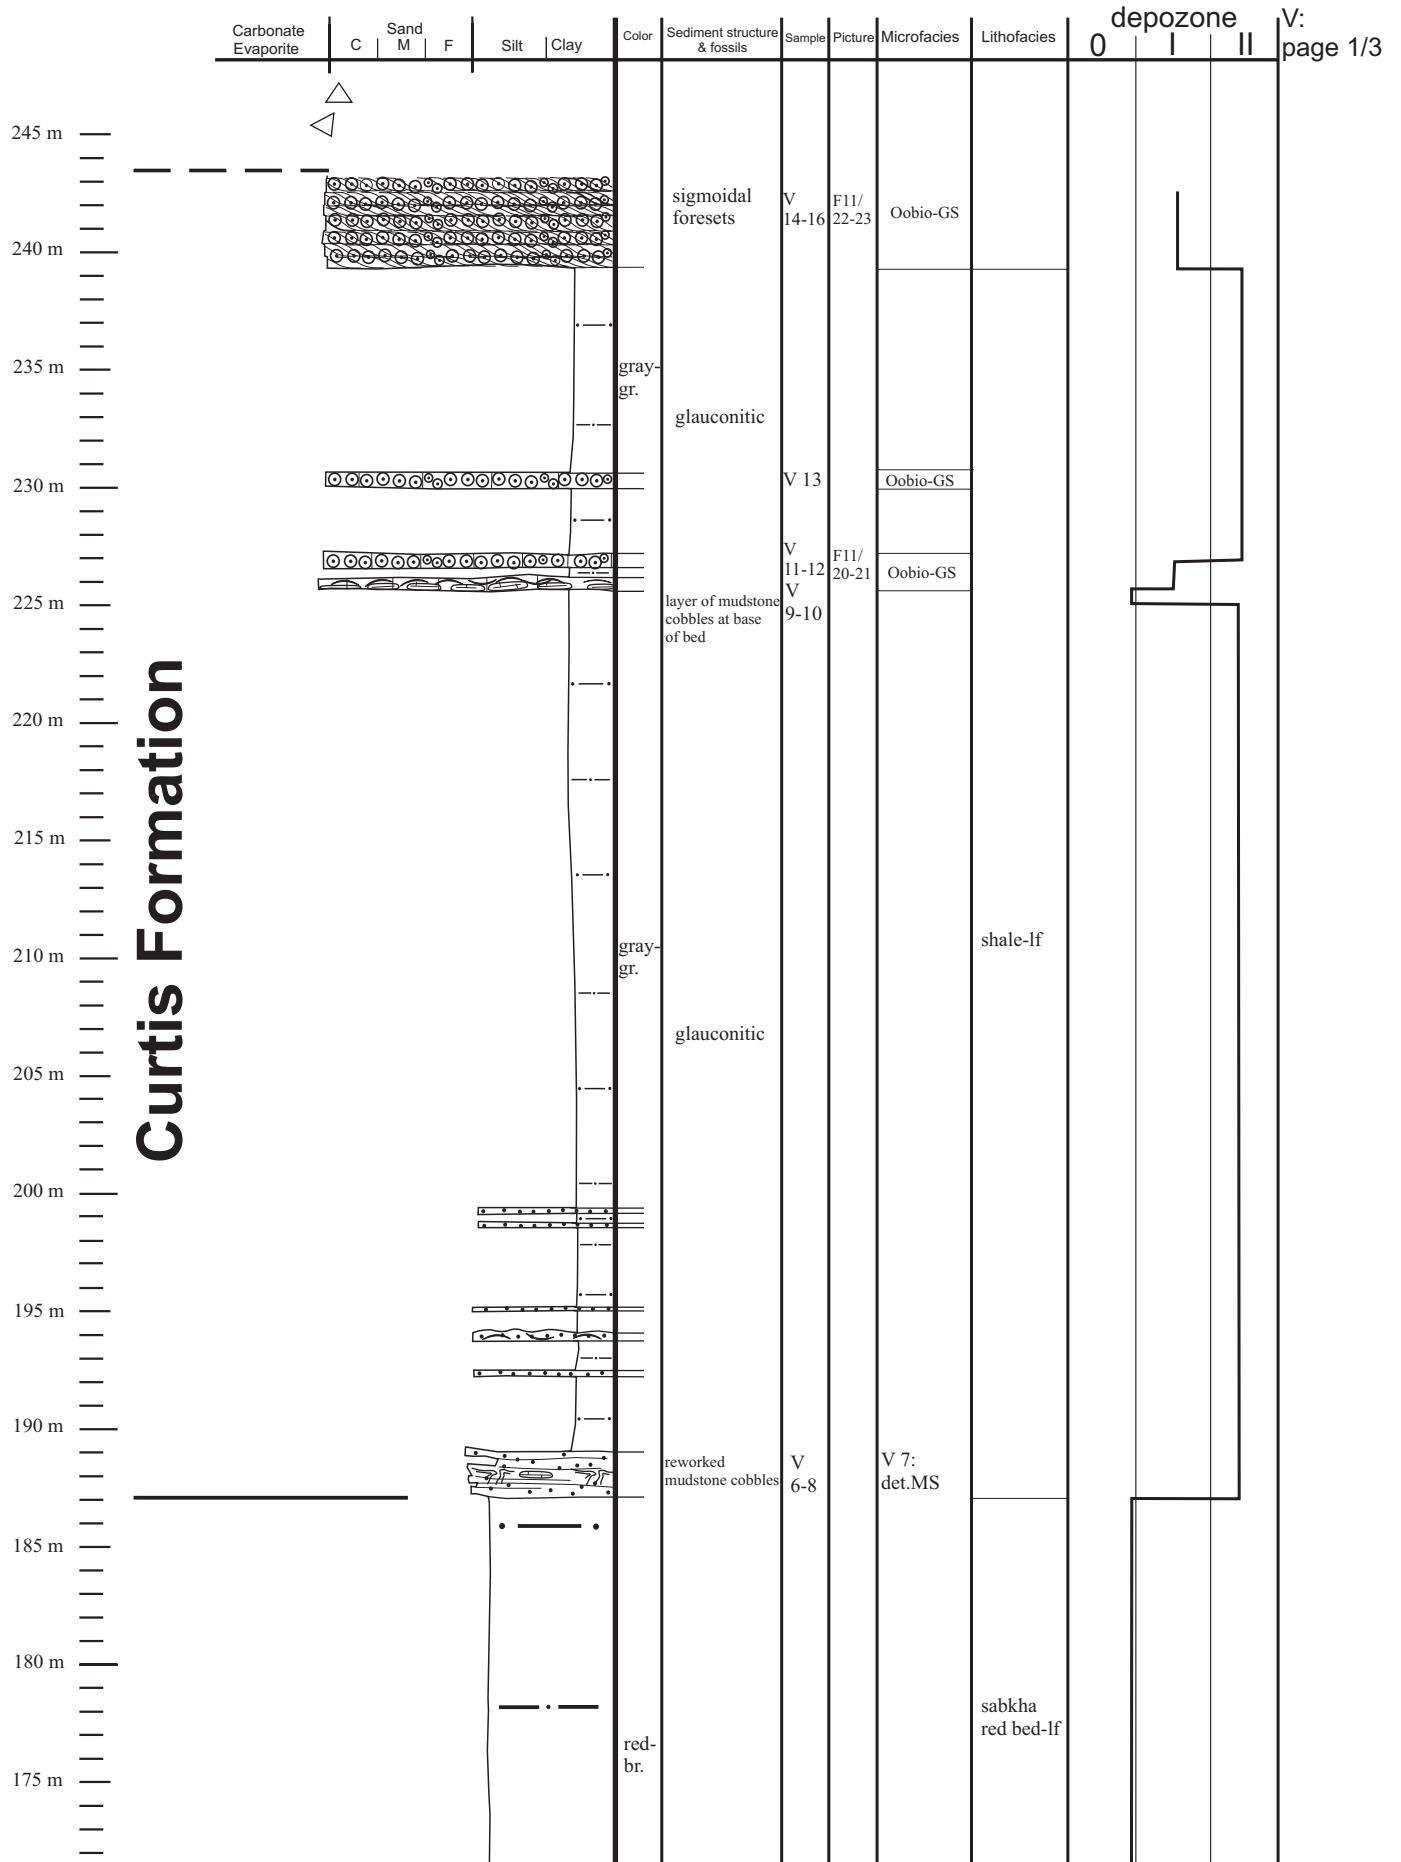 depozone
V:
page 1/3
Carbonate
Evaporite
Sand
C
M
F
Silt
Clay
Color
Sediment structure
& fossils
Sample
Picture
Microfacies
Lithofacies
0
I
II
245 m
sigmoidal
foresets
V
14-16
F11/
22-23
Oobio-GS
240 m
235 m
gray-
gr.
glauconitic
230 m
V 13
Oobio-GS
V
11-12
F11/
20-21
Oobio-GS
225 m
layer of mudstone
cobbles at base
of bed
V
9-10
220 m
Curtis Formation
215 m
210 m
gray-
gr.
shale-lf
glauconitic
205 m
200 m
195 m
190 m
reworked
mudstone cobbles
V
6-8
V 7:
det.MS
185 m
180 m
sabkha
red bed-lf
red-
br.
175 m